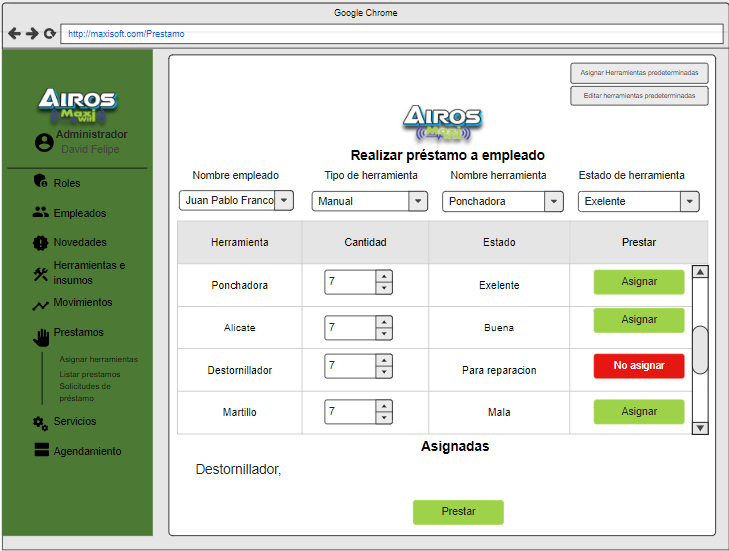 Google Chrome
http://maxisoft.com/Prestamo
AIROS
Maxi
Wifi
Administrador
David Felipe
Roles
Empleados
Novedades
Herramientas e
insumos
Movimientos
Prestamos
Asignar herramientas
Listar prestamos
Solicitudes de
préstamo
Servicios
Agendamiento
Asignar Herramientas predeterminadas
Editar herramientas predeterminadas
AIROS
Maxi
Realizar préstamo a empleado
Nombre empleado Tipo de herramienta Nombre herramienta Estado de herramienta
Juan Pablo Franco Manual Ponchadora Exelente
Herramienta Cantidad Estado Prestar
Ponchadora 7 Exelente Asignar
Alicate 7 Buena Asignar
Destornillador 7 Para reparacion No asignar
Martillo 7 Mala Asignar
Asignadas
Destornillador,
Prestar